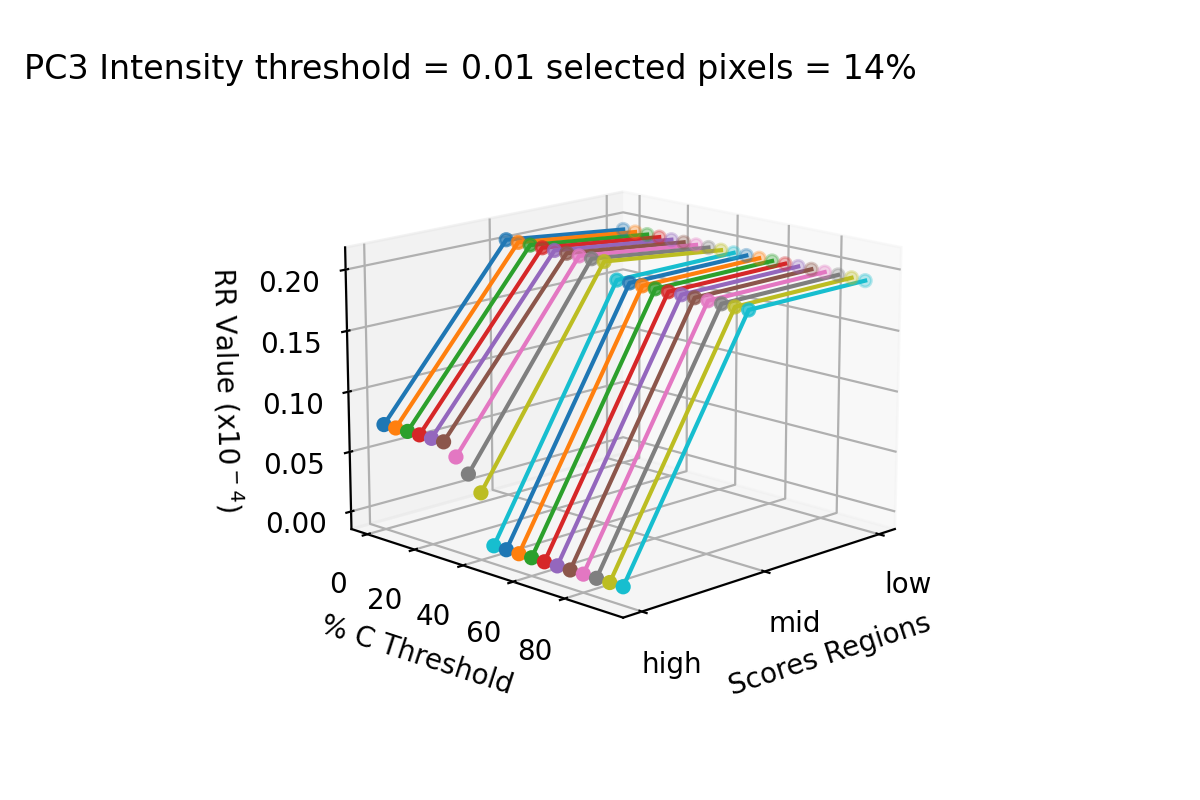 PC3 Intensity threshold = 0.01 selected pixels = 14%
RR Value (x10⁻⁴)
0.20
0.15
0.10
0.05
0.00
0
20
40
60
80
% C Threshold
high
mid
low
Scores Regions